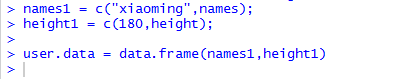 > names1 = c("xiaoming",names);
> height1 = c(180,height);
>
> user.data = data.frame(names1,height1)
>